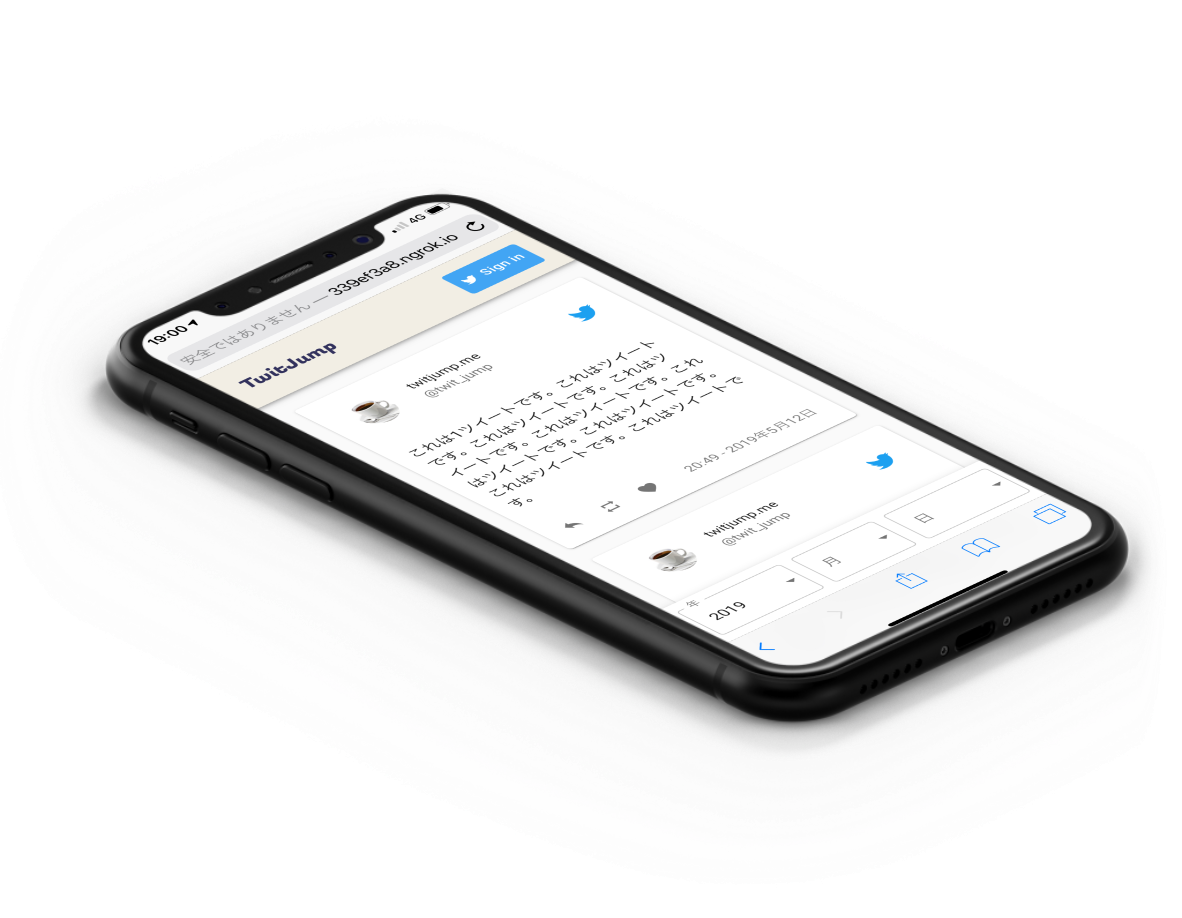 19:00
4G
安全ではありません — 339ef3a8.ngrok.io
TwitJump
Sign in
twitjump.me
@twit_jump
これは1ツイートです。これはツイート
です。これはツイートです。これはツ
イートです。これはツイートです。これ
はツイートです。これはツイートです。
これはツイートです。これはツイートで
す。
20:49 - 2019年5月12日
twitjump.me
@twit_jump
年
2019
月
日